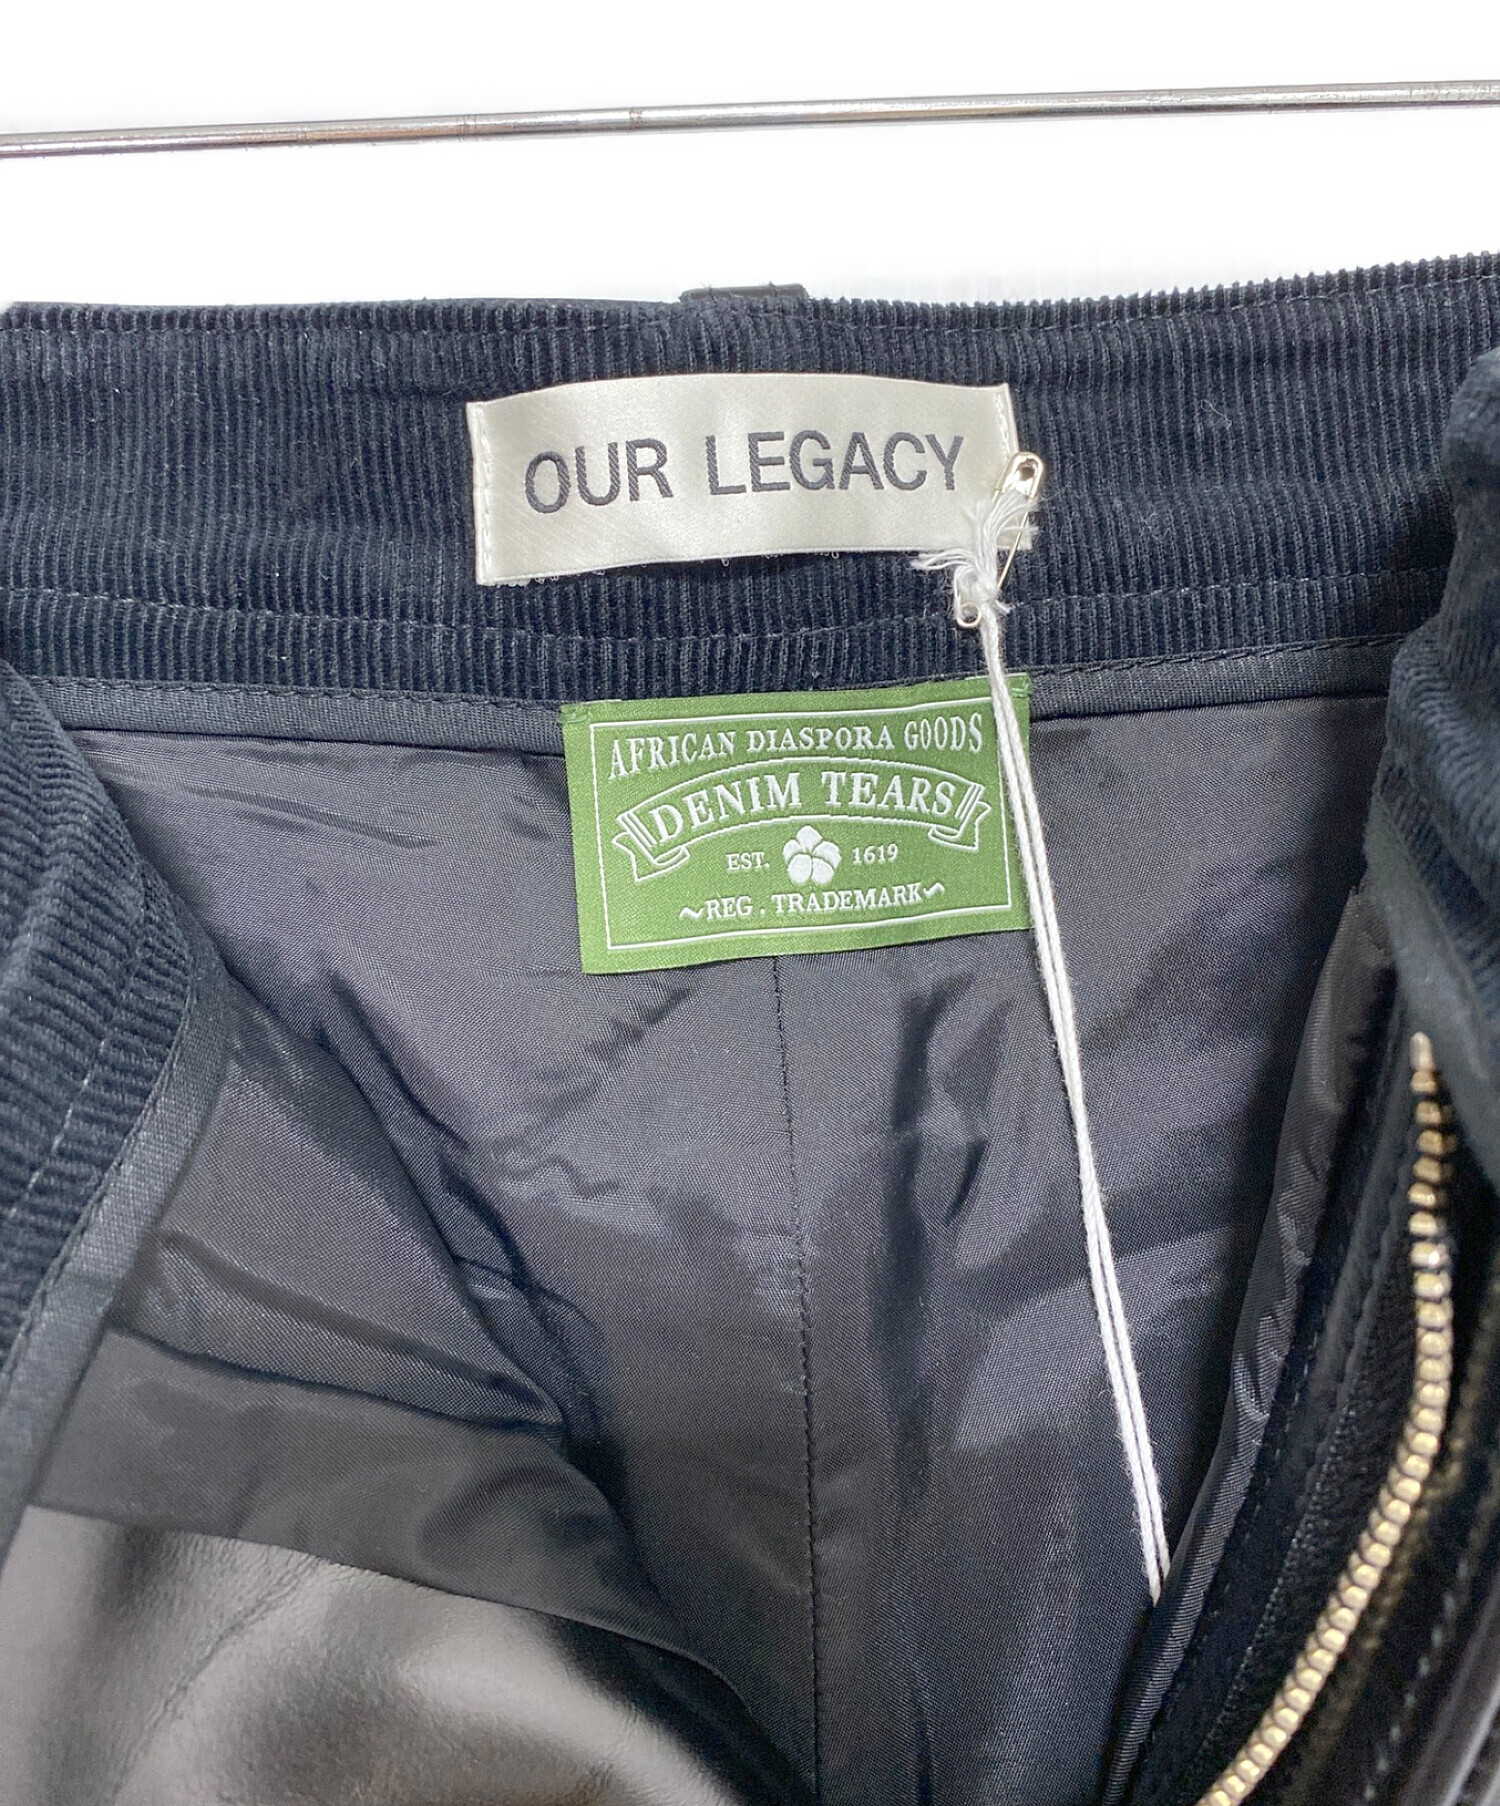 OUR LEGACY
AFRICAN DIASPORA GOODS
DENIM TEARS
EST. 1619
~REG. TRADEMARK~